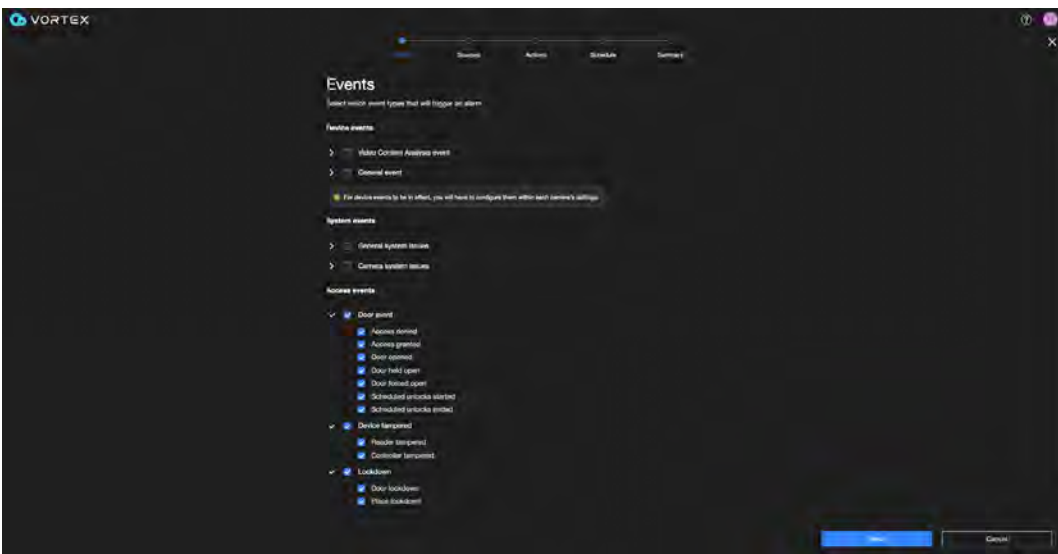 VORTEX
Sources Actions Schedule Summary
Events
Select which event types that will trigger an alarm
Device events
Video Content Analysis event
General event
For device events to be in effect, you will have to configure them within each camera's settings.
System events
General system issues
Camera system issues
Access events
Door event
Access denied
Access granted
Door opened
Door held open
Door forced open
Scheduled unlocks started
Scheduled unlocks ended
Device tampered
Reader tampered
Controller tampered
Lockdown
Door lockdown
Place lockdown
Next Cancel